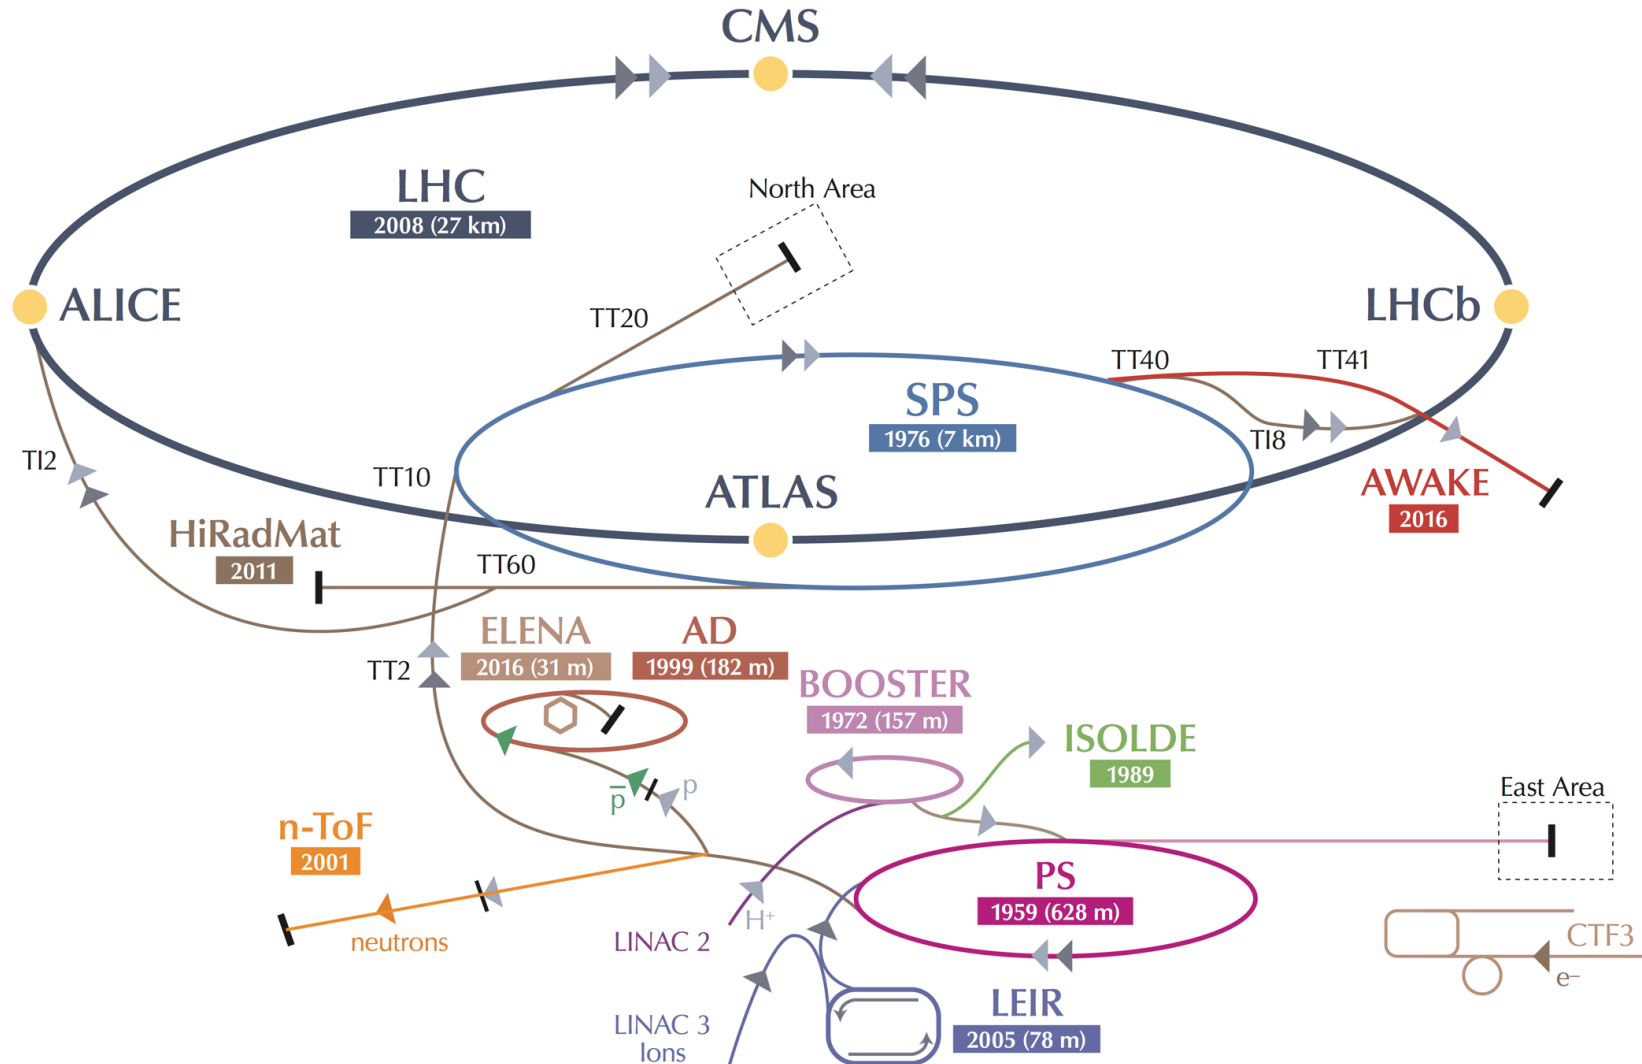 CMS
LHC
2008 (27 km)
North Area
ALICE
LHCb
TT20
TT40
TT41
SPS
1976 (7 km)
TI8
TI2
TT10
ATLAS
AWAKE
2016
HiRadMat
2011
TT60
ELENA
2016 (31 m)
AD
1999 (182 m)
TT2
BOOSTER
1972 (157 m)
ISOLDE
1989
p̅
p
East Area
n-ToF
2001
PS
1959 (628 m)
neutrons
H⁺
LINAC 2
CTF3
e⁻
LEIR
2005 (78 m)
LINAC 3
Ions